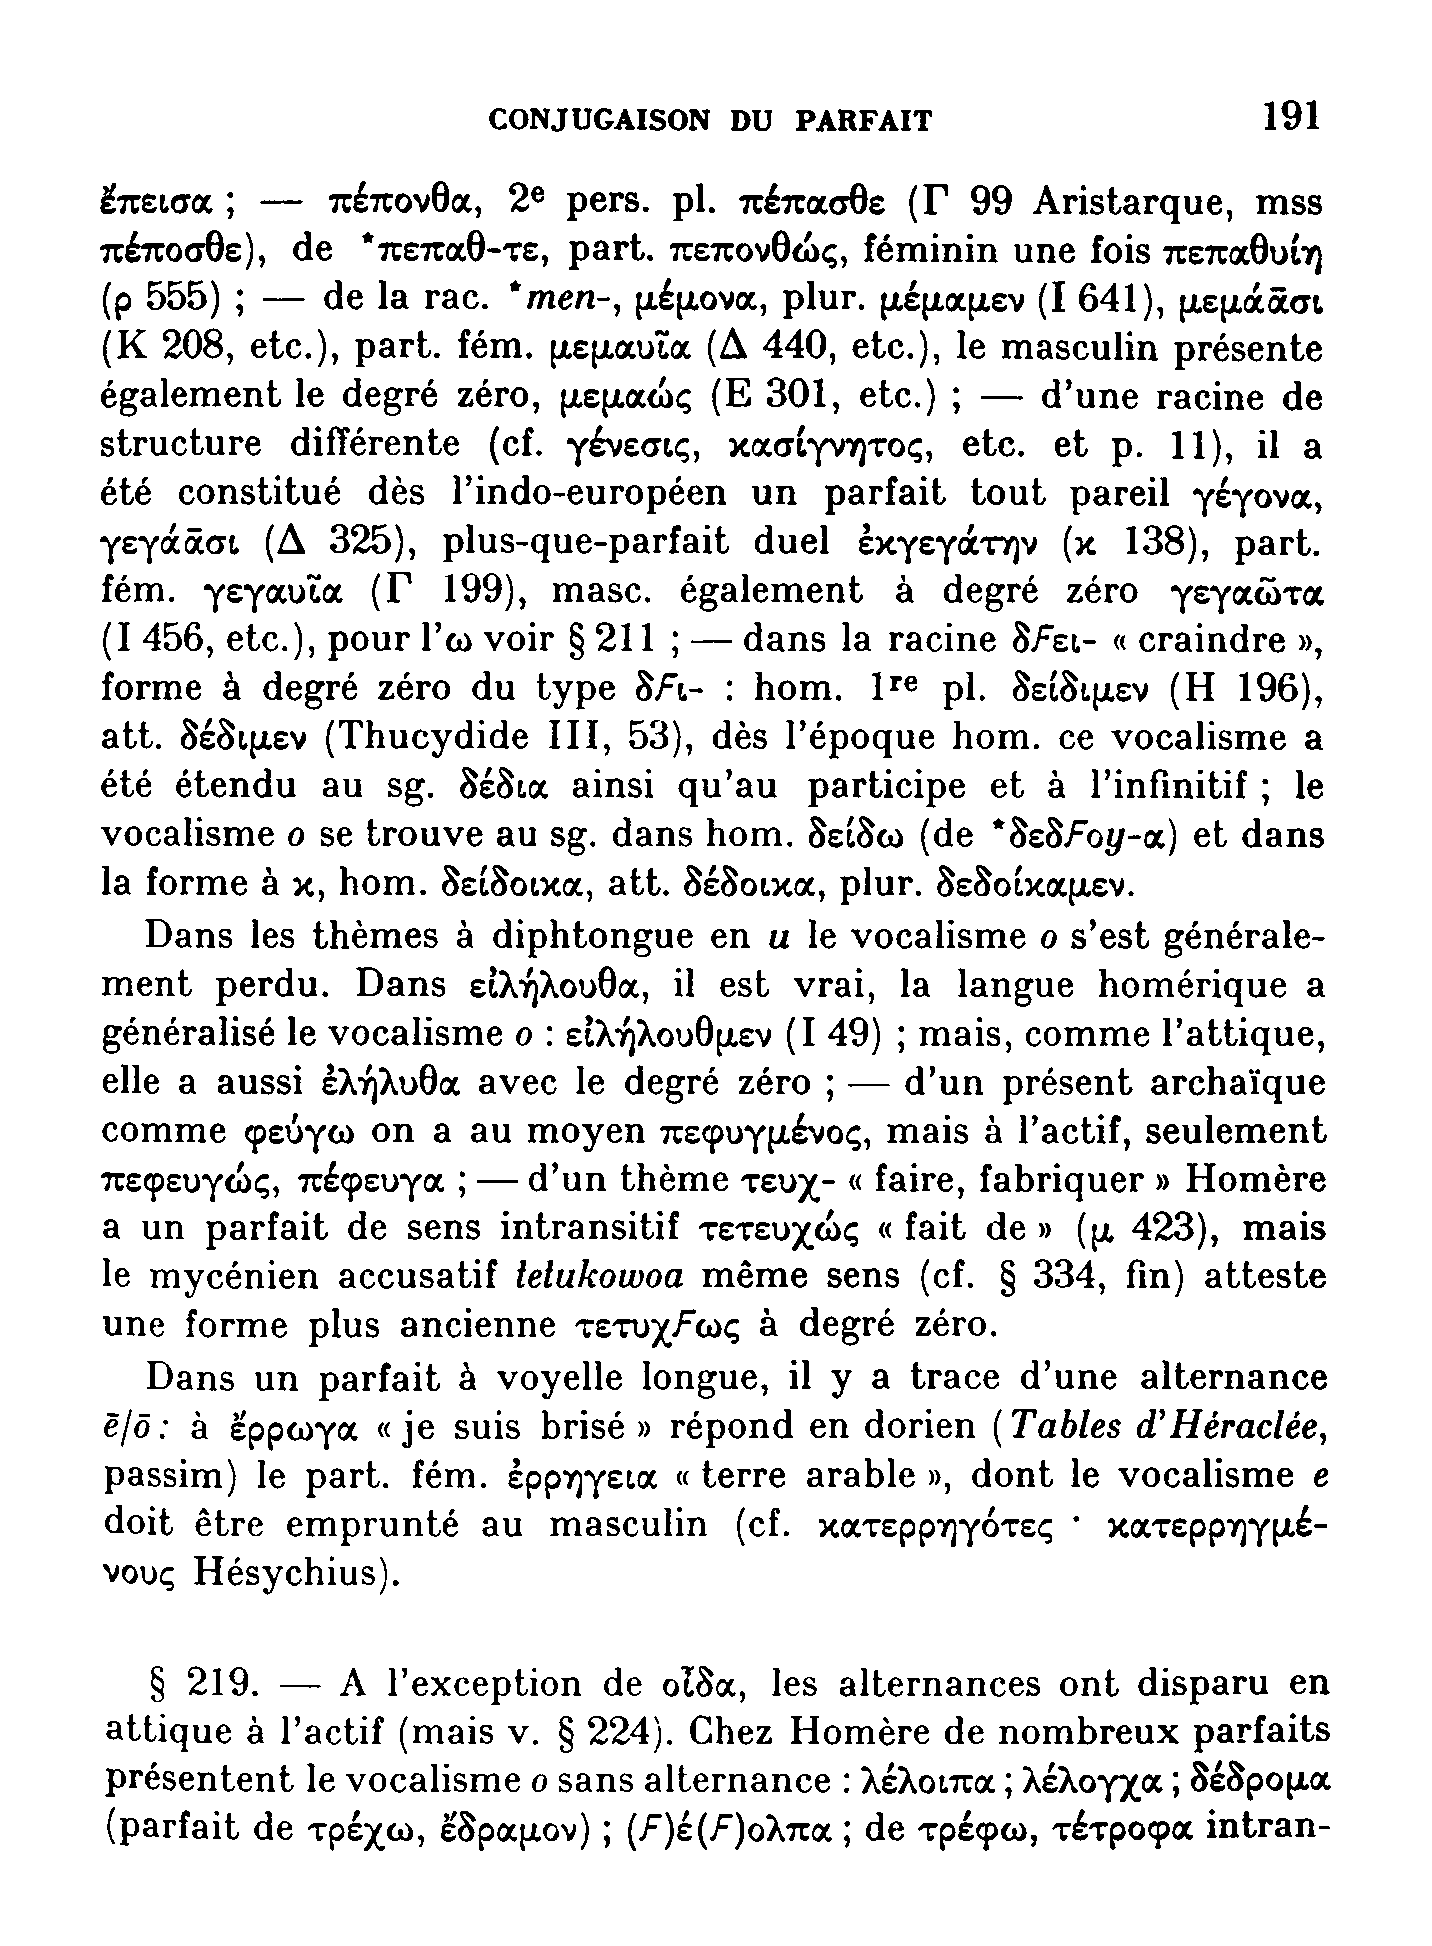 CONJUGAISON DU PARFAIT 191
ἔπεισα ; — πέπονθα, 2e pers. pl. πέπασθε (Γ 99 Aristarque, mss
πέποσθε), de *πεπαθ-τε, part. πεπονθώς, féminin une fois πεπαθυίη
(ρ 555) ; — de la rac. *men-, μέμονα, plur. μέμαμεν (I 641), μεμάᾱσι
(K 208, etc.), part. fém. μεμαυῖα (Δ 440, etc.), le masculin présente
également le degré zéro, μεμαώς (E 301, etc.) ; — d'une racine de
structure différente (cf. γένεσις, κασίγνητος, etc. et p. 11), il a
été constitué dès l'indo-européen un parfait tout pareil γέγονα,
γεγάᾱσι (Δ 325), plus-que-parfait duel ἐκγεγάτην (κ 138), part.
fém. γεγαυῖα (Γ 199), masc. également à degré zéro γεγαῶτα
(I 456, etc.), pour l'ω voir § 211 ; — dans la racine δϝει- « craindre »,
forme à degré zéro du type δϝι- : hom. 1re pl. δείδιμεν (H 196),
att. δέδιμεν (Thucydide III, 53), dès l'époque hom. ce vocalisme a
été étendu au sg. δέδια ainsi qu'au participe et à l'infinitif ; le
vocalisme o se trouve au sg. dans hom. δείδω (de *δεδϝοy-α) et dans
la forme à κ, hom. δείδοικα, att. δέδοικα, plur. δεδοίκαμεν.
Dans les thèmes à diphtongue en u le vocalisme o s'est générale-
ment perdu. Dans εἰλήλουθα, il est vrai, la langue homérique a
généralisé le vocalisme o : εἰλήλουθμεν (I 49) ; mais, comme l'attique,
elle a aussi ἐλήλυθα avec le degré zéro ; — d'un présent archaïque
comme φεύγω on a au moyen πεφυγμένος, mais à l'actif, seulement
πεφευγώς, πέφευγα ; — d'un thème τευχ- « faire, fabriquer » Homère
a un parfait de sens intransitif τετευχώς « fait de » (μ 423), mais
le mycénien accusatif tetukowoa même sens (cf. § 334, fin) atteste
une forme plus ancienne τετυχϝως à degré zéro.
Dans un parfait à voyelle longue, il y a trace d'une alternance
ē/ō : à ἔρρωγα « je suis brisé » répond en dorien (Tables d'Héraclée,
passim) le part. fém. ἐρρηγεια « terre arable », dont le vocalisme e
doit être emprunté au masculin (cf. κατερρηγότες · κατερρηγμέ-
νους Hésychius).
§ 219. — A l'exception de οἶδα, les alternances ont disparu en
attique à l'actif (mais v. § 224). Chez Homère de nombreux parfaits
présentent le vocalisme o sans alternance : λέλοιπα ; λέλογχα ; δέδρομα
(parfait de τρέχω, ἔδραμον) ; (ϝ)έ(ϝ)ολπα ; de τρέφω, τέτροφα intran-